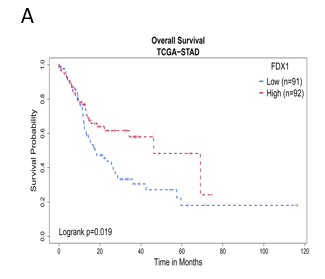 A
Overall Survival
TCGA-STAD
FDX1
Low (n=91)
High (n=92)
Survival Probability
0.0
0.2
0.4
0.6
0.8
1.0
Logrank p=0.019
0 20 40 60 80 100 120
Time in Months